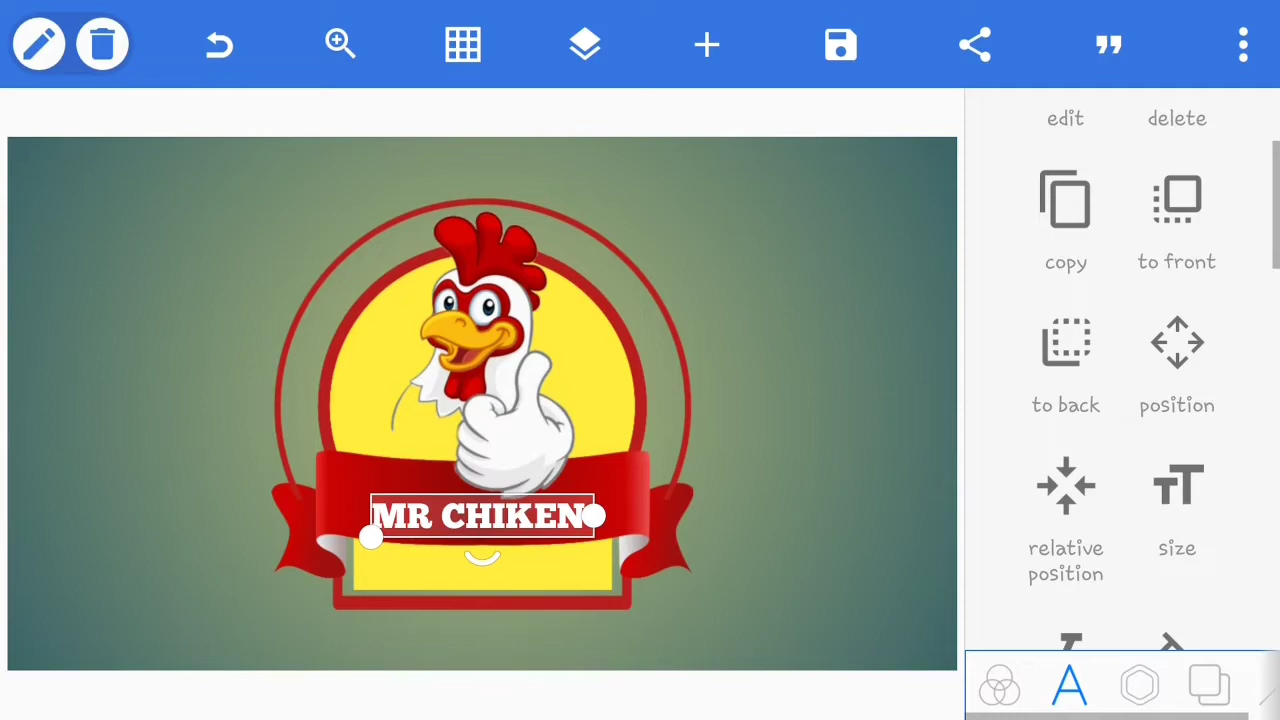 edit delete
copy to front
to back position
MR CHIKEN
relative position size